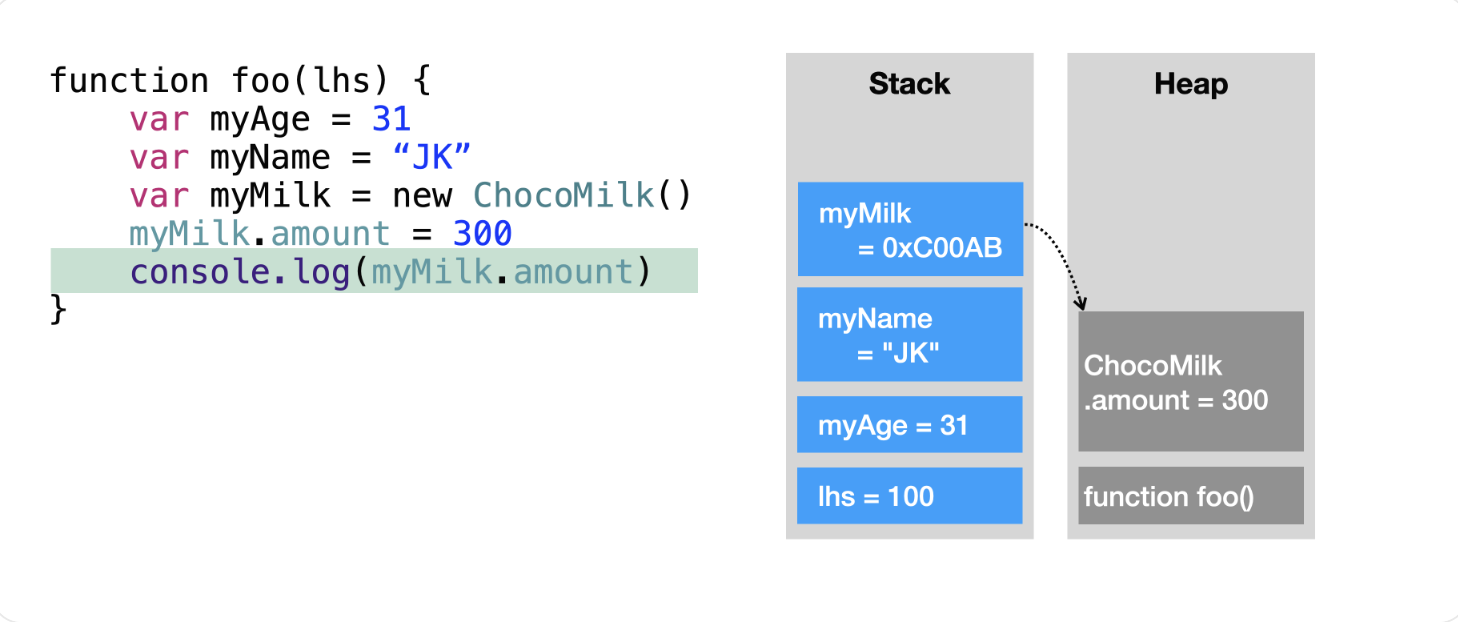 function foo(lhs) {
    var myAge = 31
    var myName = “JK”
    var myMilk = new ChocoMilk()
    myMilk.amount = 300
    console.log(myMilk.amount)
}
Stack
myMilk
= 0xC00AB
myName
= "JK"
myAge = 31
lhs = 100
Heap
ChocoMilk
.amount = 300
function foo()